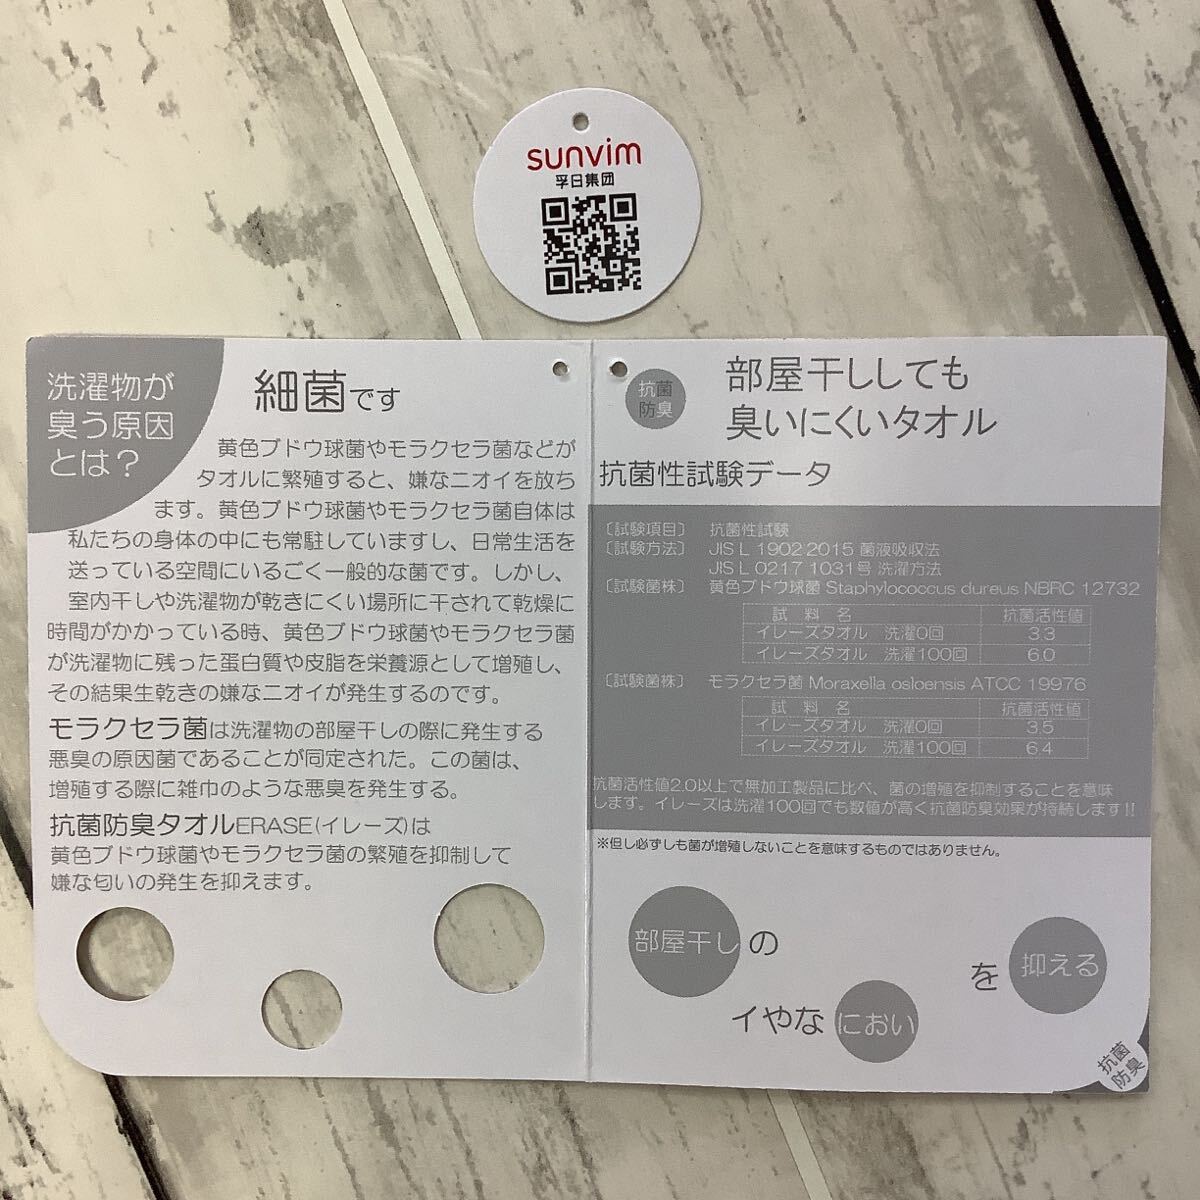 sunvim
孚日集团
洗濯物が
臭う原因
とは？
細菌です
黄色ブドウ球菌やモラクセラ菌などが
タオルに繁殖すると、嫌なニオイを放ち
ます。黄色ブドウ球菌やモラクセラ菌自体は
私たちの身体の中にも常駐していますし、日常生活を
送っている空間にいるごく一般的な菌です。しかし、
室内干しや洗濯物が乾きにくい場所に干されて乾燥に
時間がかかっている時、黄色ブドウ球菌やモラクセラ菌
が洗濯物に残った蛋白質や皮脂を栄養源として増殖し、
その結果生乾きの嫌なニオイが発生するのです。
モラクセラ菌は洗濯物の部屋干しの際に発生する
悪臭の原因菌であることが同定された。この菌は、
増殖する際に雑巾のような悪臭を発生する。
抗菌防臭タオルERASE(イレーズ)は
黄色ブドウ球菌やモラクセラ菌の繁殖を抑制して
嫌な匂いの発生を抑えます。
抗菌
防臭
部屋干ししても
臭いにくいタオル
抗菌性試験データ
〔試験項目〕 抗菌性試験
〔試験方法〕 JIS L 1902 2015 菌液吸収法
JIS L 0217 1031号 洗濯方法
〔試験菌株〕 黄色ブドウ球菌 Staphylococcus dureus NBRC 12732
試 料 名 抗菌活性値
イレーズタオル 洗濯0回 3.3
イレーズタオル 洗濯100回 6.0
〔試験菌株〕 モラクセラ菌 Moraxella osloensis ATCC 19976
試 料 名 抗菌活性値
イレーズタオル 洗濯0回 3.5
イレーズタオル 洗濯100回 6.4
抗菌活性値2.0以上で無加工製品に比べ、菌の増殖を抑制することを意味
します。イレーズは洗濯100回でも数値が高く抗菌防臭効果が持続します!!
※但し必ずしも菌が増殖しないことを意味するものではありません。
部屋干しの
イやなにおい
を抑える
抗菌
防臭